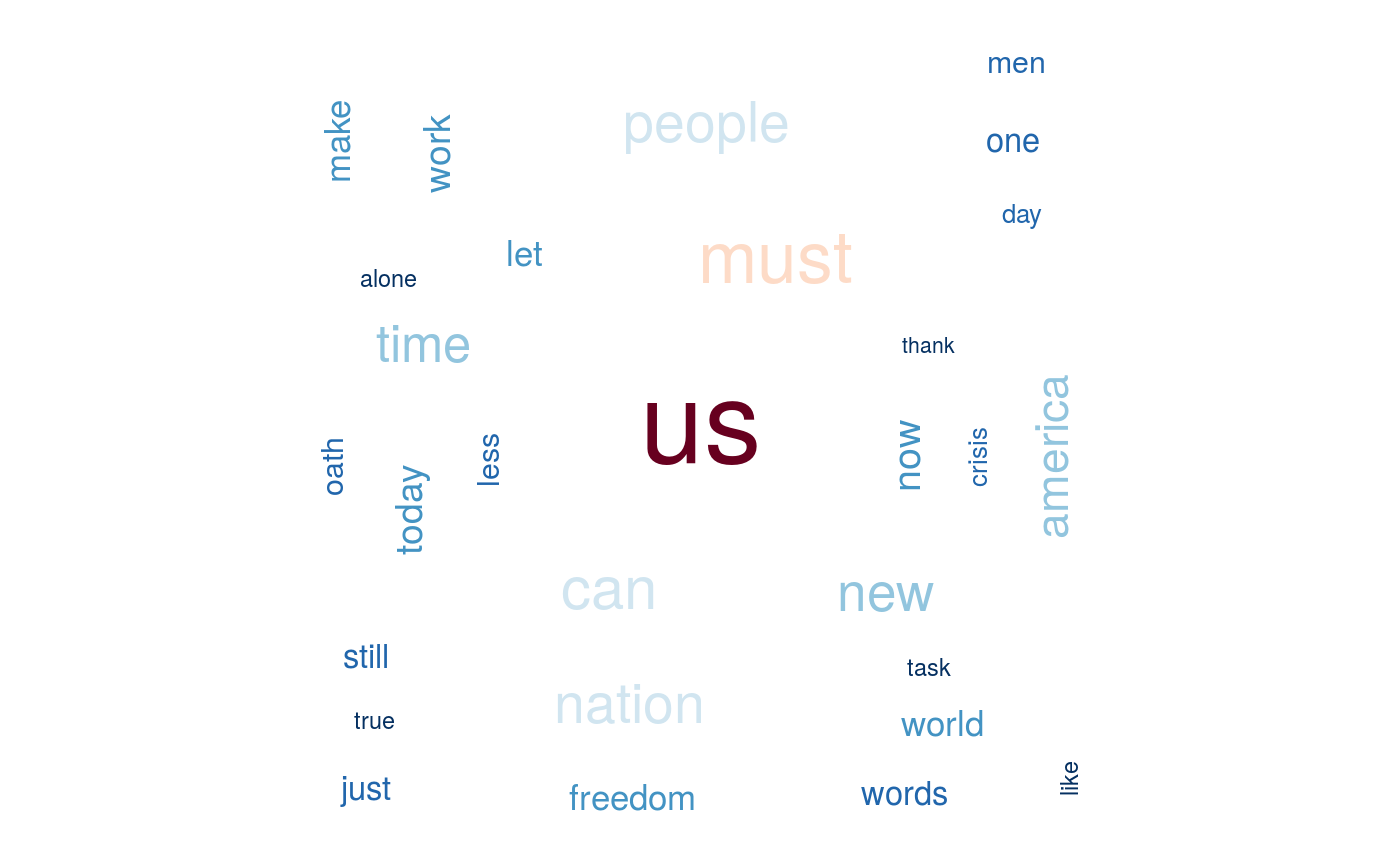 men
people
make
work
one
day
let
must
alone
time
thank
us
america
now
crisis
oath
less
today
can
new
still
task
nation
true
world
like
just
freedom
words